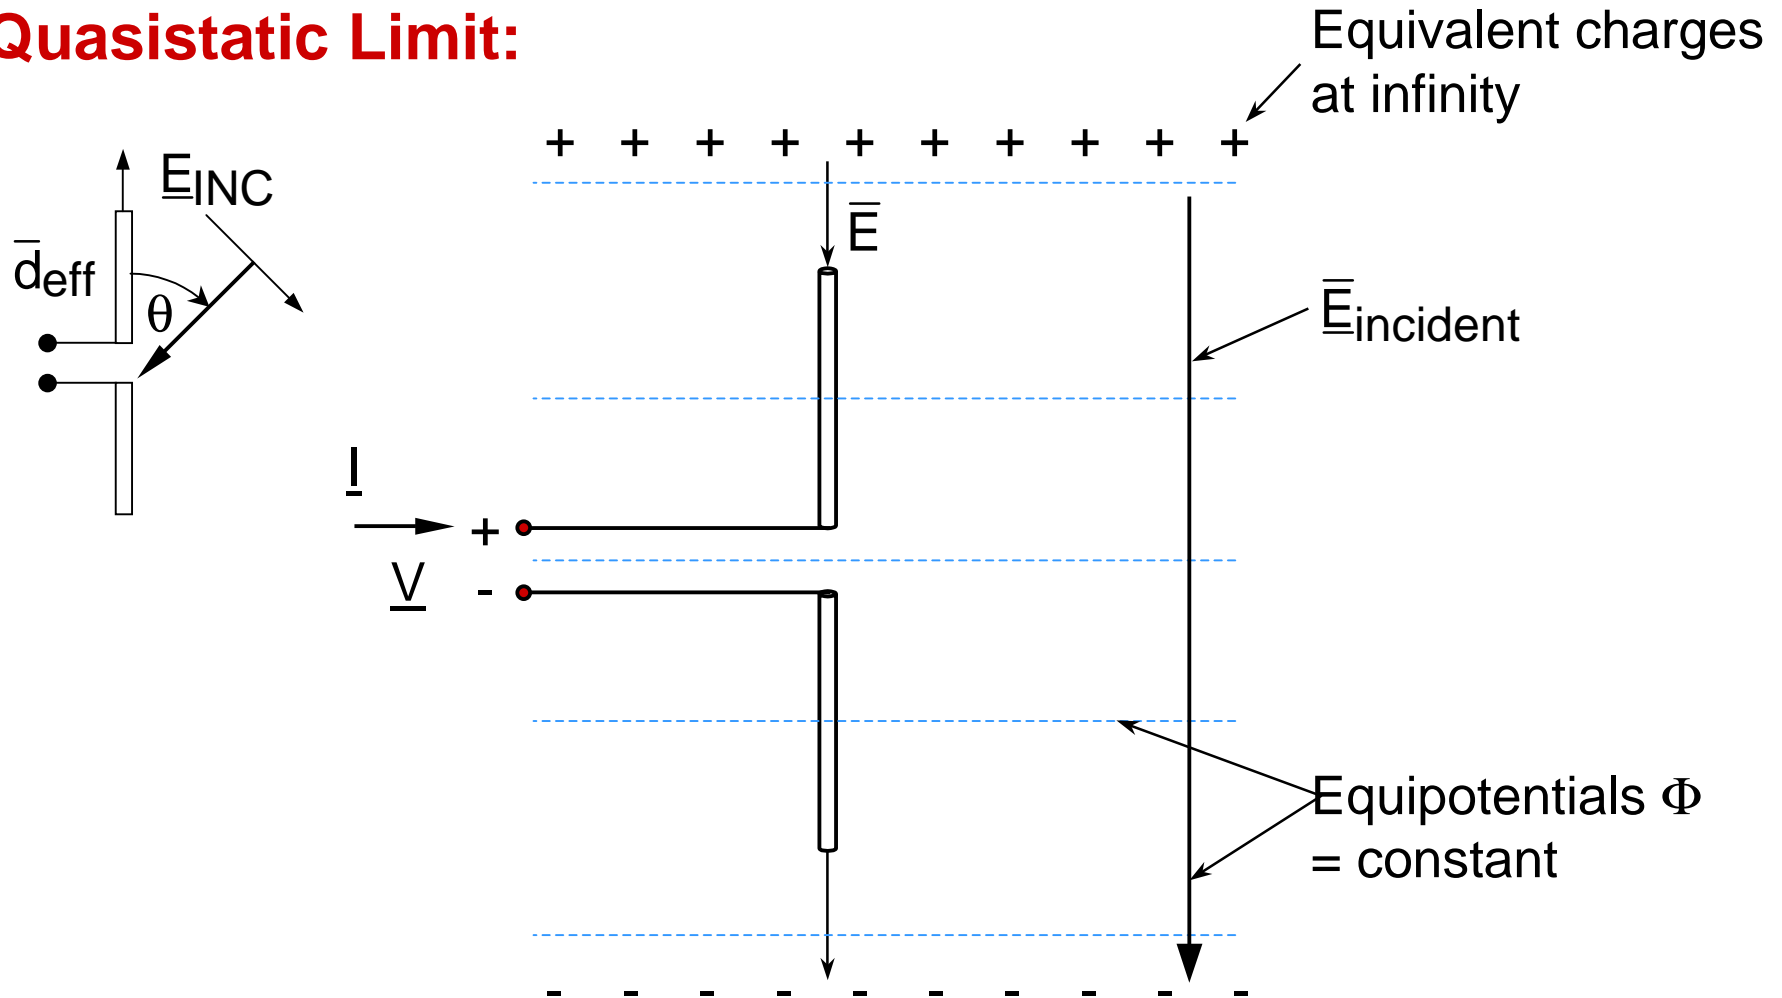 Quasistatic Limit:
Equivalent charges
at infinity
+ + + + + + + + + +
E̲INC
E̅
d̅eff
θ
E̲̅incident
I̲
+
V̲
-
Equipotentials Φ
= constant
- - - - - - - - - -